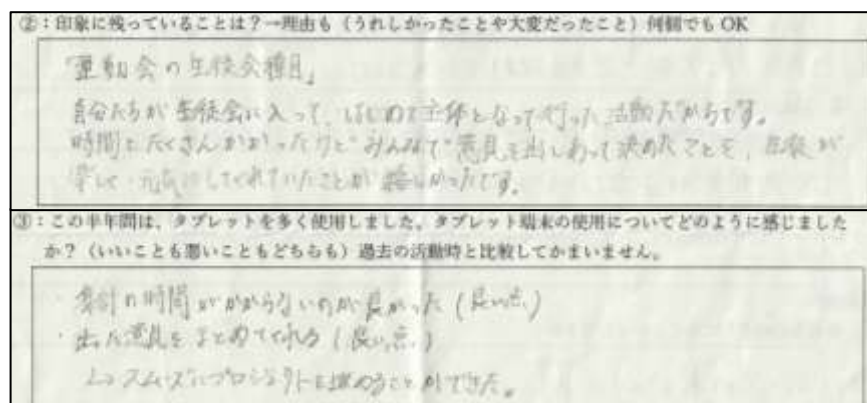 ②:印象に残っていることは?→理由も(うれしかったことや大変だったこと)何個でもOK
「運動会の生徒会種目」
自分たちが生徒会に入って、はじめて主体となって行った活動だからです。
時間もたくさんかかったけどみんなで意見を出しあって決めたことを、生徒が
楽しく・元気にしてくれていたことが嬉しかったです。
③:この半年間は、タブレットを多く使用しました。タブレット端末の使用についてどのように感じました
か?(いいことも悪いこともどちらも)過去の活動時と比較してかまいません。
集計の時間がかからないのが良かった(良い点)
・出た意見をまとめてくれる(良い点)
↳スムーズにプロジェクトを進めることができた。